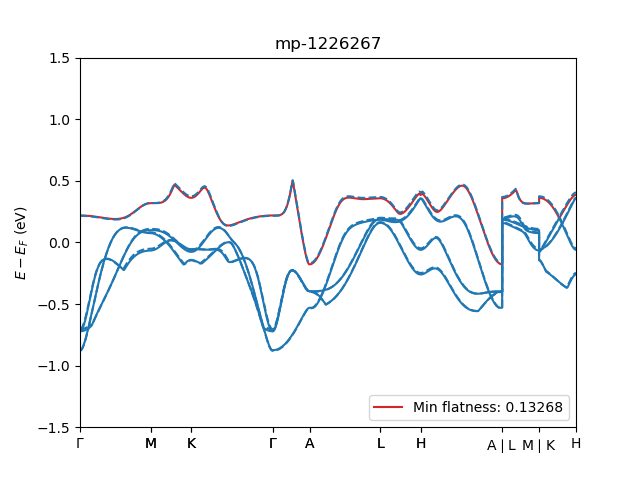 mp-1226267
1.5
1.0
0.5
0.0
−0.5
−1.0
−1.5
E − E_F (eV)
Min flatness: 0.13268
Γ M K Γ A L H A | L M | K H